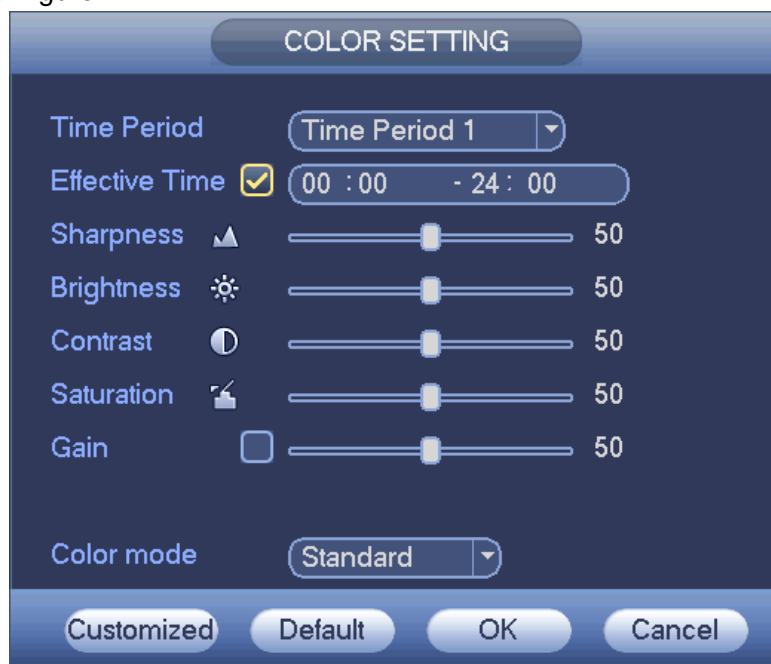 COLOR SETTING
Time Period Time Period 1
Effective Time 00 : 00 - 24 : 00
Sharpness 50
Brightness 50
Contrast 50
Saturation 50
Gain 50
Color mode Standard
Customized Default OK Cancel